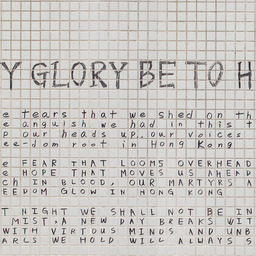 Y GLORY BE TO H
e tears that we shed on th
e anguish we had in this t
p our heads up, our voices
ee-dom root in Hong Kong
e FEAR THAT LOOMS OVERHEAD
e HOPE THAT MOVES US AHEAD
ch IN BLOOD, OUR MARTYRS A
EEDOM GLOW IN HONG KONG
T NIGHT WE SHALL NOT BE IN
MIST, A NEW DAY BREAKS WIT
WITH VIRTOUS MINDS AND UNB
ARLS WE HOLD WILL ALWAYS S